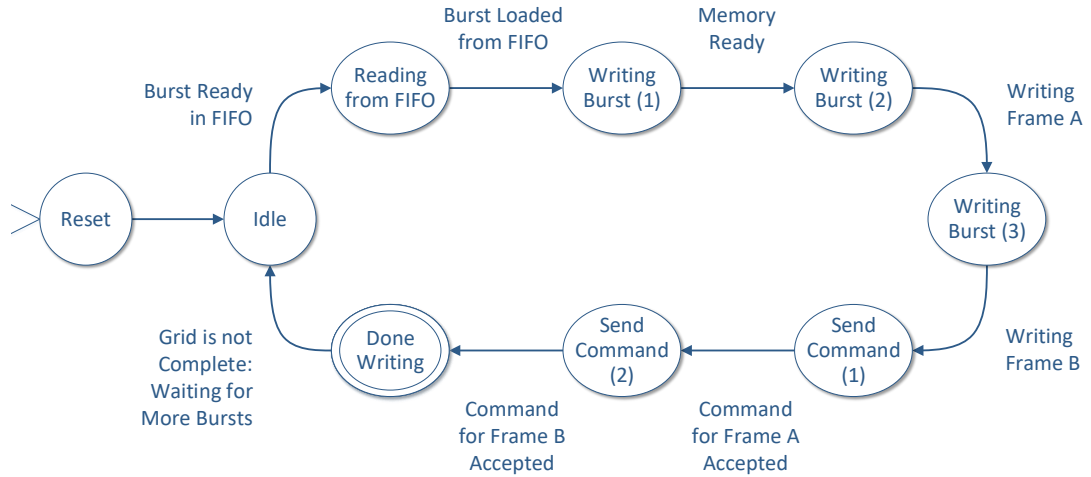 Burst Loaded
from FIFO
Memory
Ready
Burst Ready
in FIFO
Reading
from FIFO
Writing
Burst (1)
Writing
Burst (2)
Writing
Frame A
Reset
Idle
Writing
Burst (3)
Grid is not
Complete:
Waiting for
More Bursts
Done
Writing
Send
Command
(2)
Send
Command
(1)
Writing
Frame B
Command
for Frame B
Accepted
Command
for Frame A
Accepted